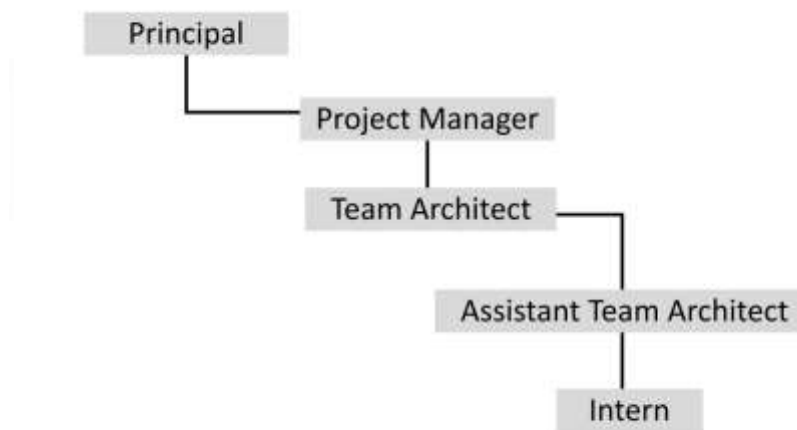 Principal
Project Manager
Team Architect
Assistant Team Architect
Intern